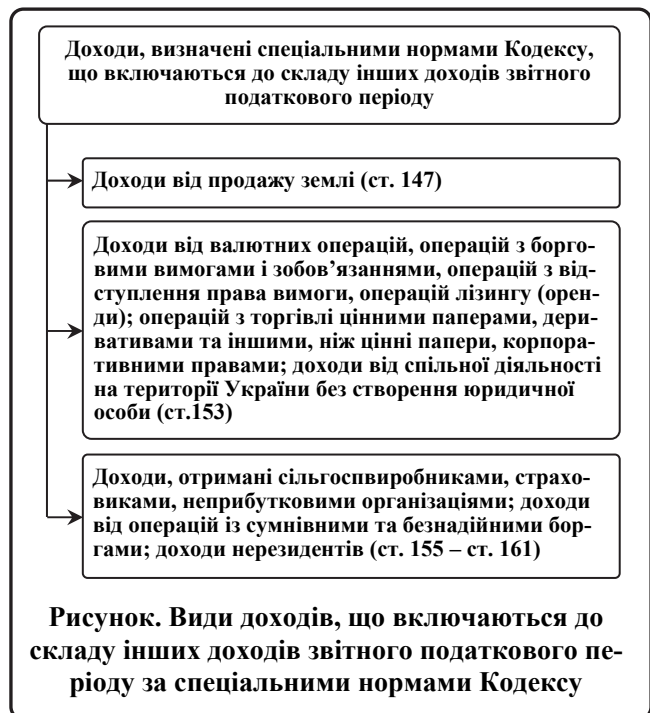 Доходи, визначені спеціальними нормами Кодексу,
що включаються до складу інших доходів звітного
податкового періоду
Доходи від продажу землі (ст. 147)
Доходи від валютних операцій, операцій з борго-
вими вимогами і зобов’язаннями, операцій з від-
ступлення права вимоги, операцій лізингу (орен-
ди); операцій з торгівлі цінними паперами, дери-
вативами та іншими, ніж цінні папери, корпора-
тивними правами; доходи від спільної діяльності
на території України без створення юридичної
особи (ст.153)
Доходи, отримані сільгоспвиробниками, страхо-
виками, неприбутковими організаціями; доходи
від операцій із сумнівними та безнадійними бор-
гами; доходи нерезидентів (ст. 155 – ст. 161)
Рисунок. Види доходів, що включаються до
складу інших доходів звітного податкового пе-
ріоду за спеціальними нормами Кодексу